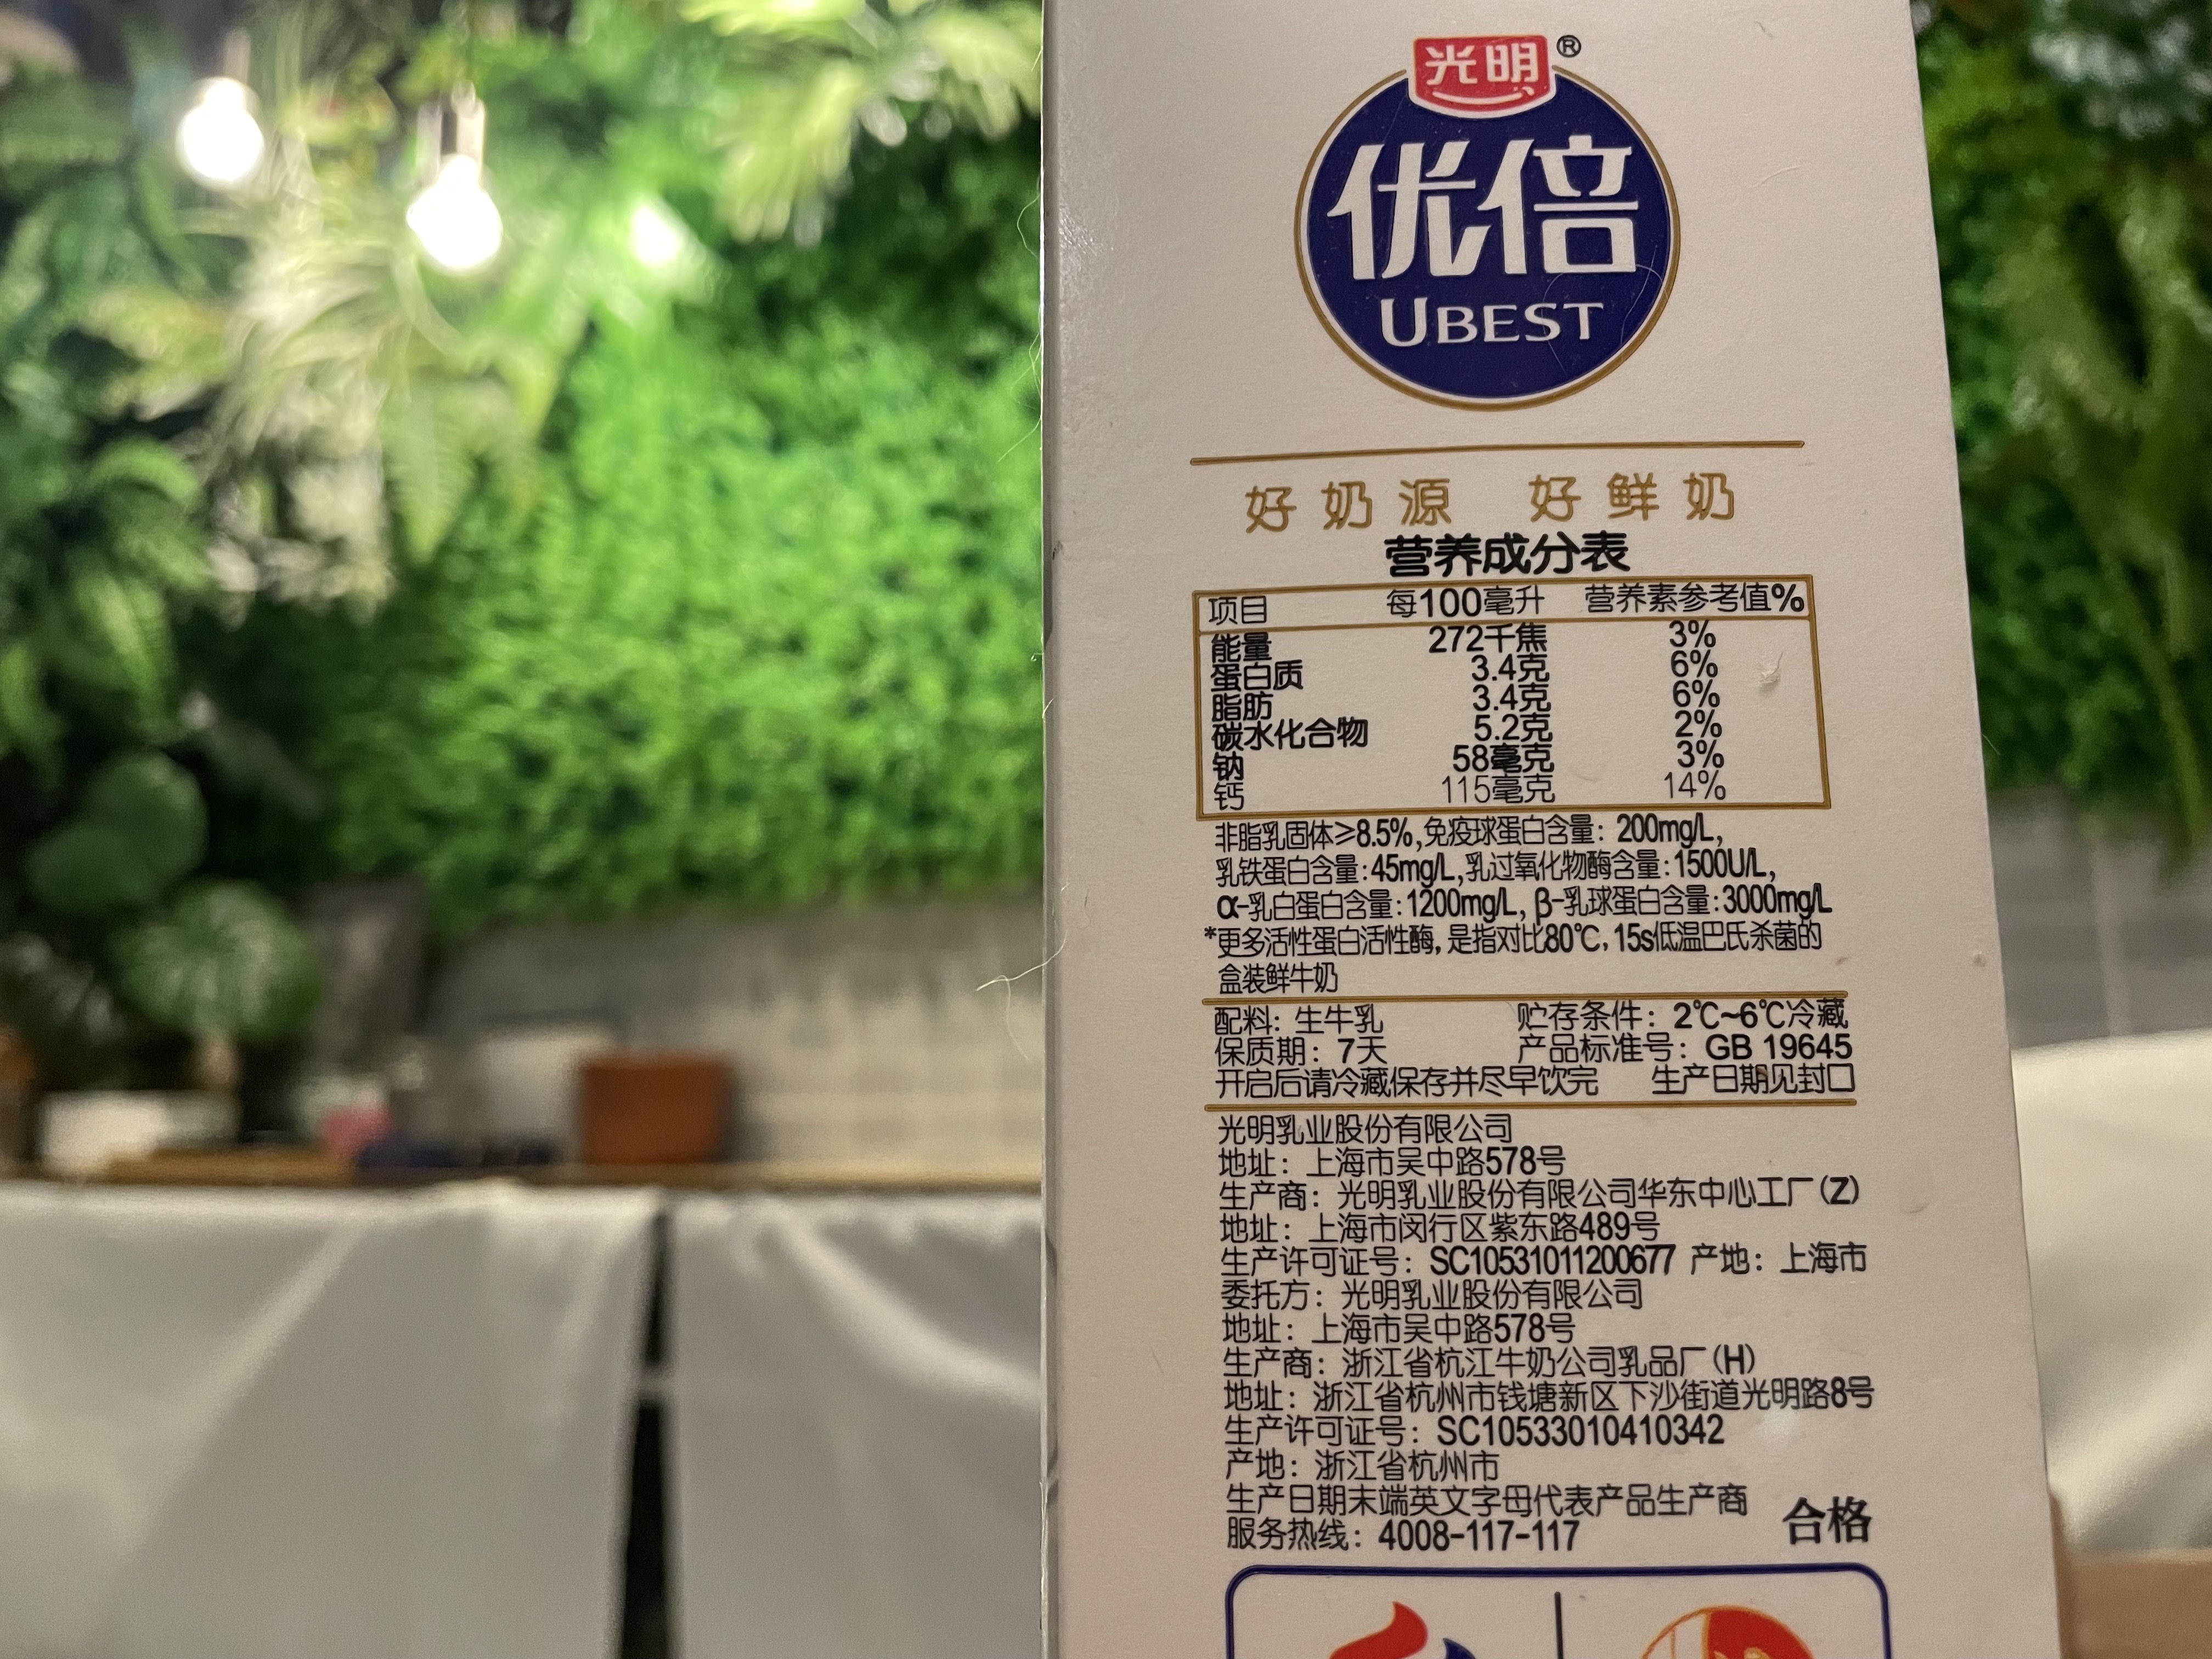 光明®
优倍
UBEST
好奶源 好鲜奶
营养成分表
项目 每100毫升 营养素参考值%
能量 272千焦 3%
蛋白质 3.4克 6%
脂肪 3.4克 6%
碳水化合物 5.2克 2%
钠 58毫克 3%
钙 115毫克 14%
非脂乳固体≥8.5%,免疫球蛋白含量：200mg/L,
乳铁蛋白含量:45mg/L,乳过氧化物酶含量:1500U/L,
α-乳白蛋白含量:1200mg/L, β-乳球蛋白含量:3000mg/L
*更多活性蛋白活性酶, 是指对比80℃, 15s低温巴氏杀菌的
盒装鲜牛奶
配料: 生牛乳 贮存条件：2℃~6℃冷藏
保质期：7天 产品标准号：GB 19645
开启后请冷藏保存并尽早饮完 生产日期见封口
光明乳业股份有限公司
地址：上海市吴中路578号
生产商：光明乳业股份有限公司华东中心工厂(Z)
地址：上海市闵行区紫东路489号
生产许可证号：SC10531011200677 产地：上海市
委托方：光明乳业股份有限公司
地址：上海市吴中路578号
生产商：浙江省杭江牛奶公司乳品厂(H)
地址：浙江省杭州市钱塘新区下沙街道光明路8号
生产许可证号：SC10533010410342
产地：浙江省杭州市
生产日期末端英文字母代表产品生产商
服务热线：4008-117-117 合格